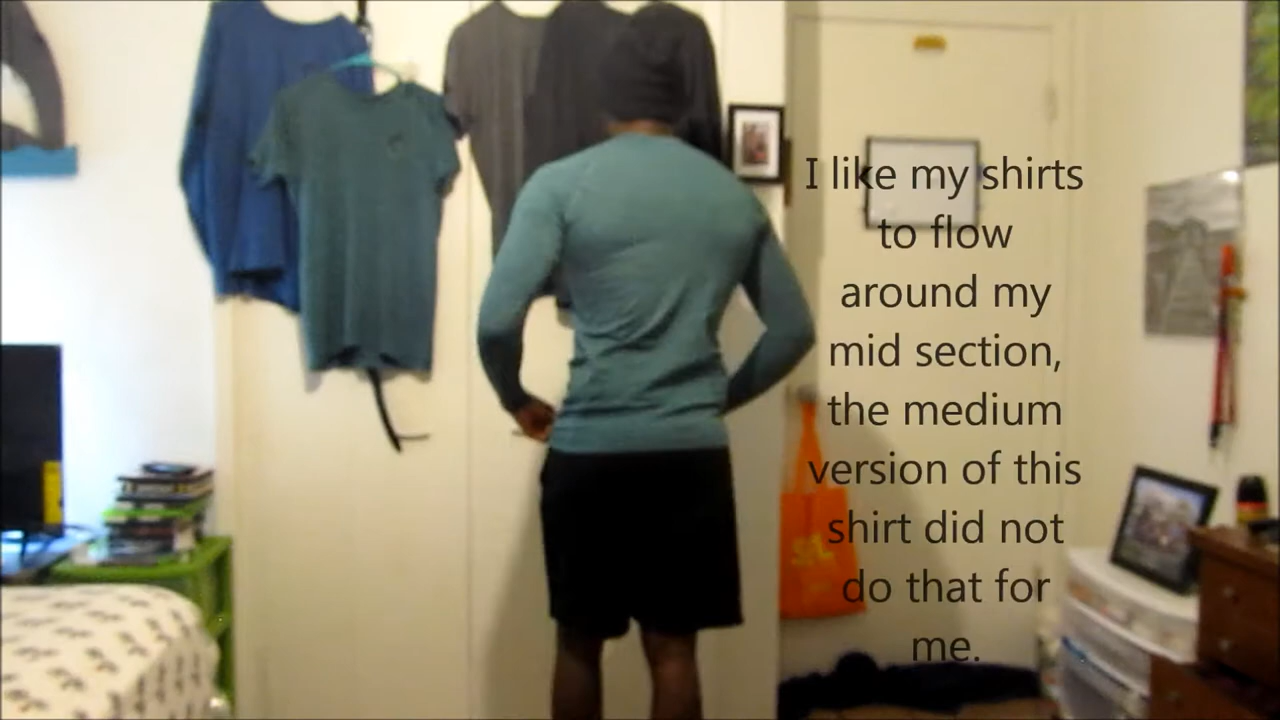 I like my shirts
to flow
around my
mid section,
the medium
version of this
shirt did not
do that for
me.